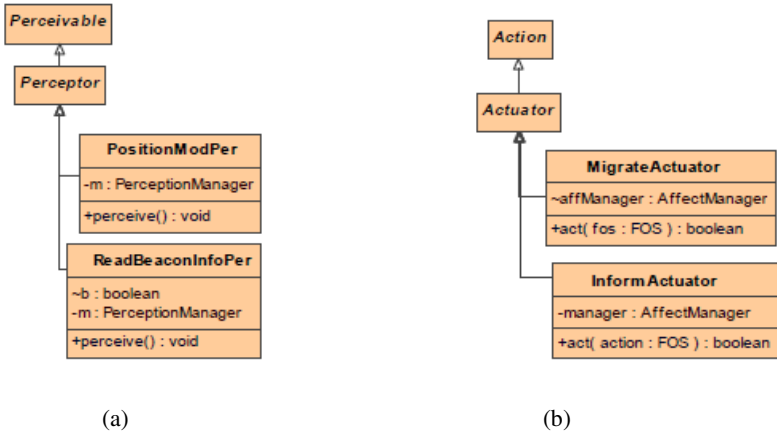 Perceivable
Perceptor
PositionModPer
-m : PerceptionManager
+perceive() : void
ReadBeaconInfoPer
~b : boolean
-m : PerceptionManager
+perceive() : void
(a)
Action
Actuator
MigrateActuator
~affManager : AffectManager
+act( fos : FOS ) : boolean
InformActuator
-manager : AffectManager
+act( action : FOS ) : boolean
(b)